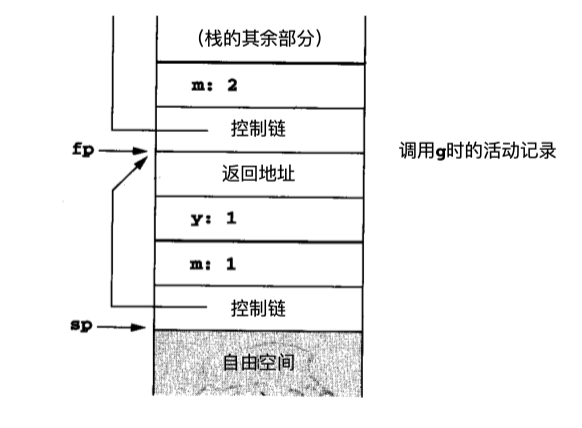 (栈的其余部分)
m: 2
控制链
fp
调用g时的活动记录
返回地址
y: 1
m: 1
控制链
sp
自由空间